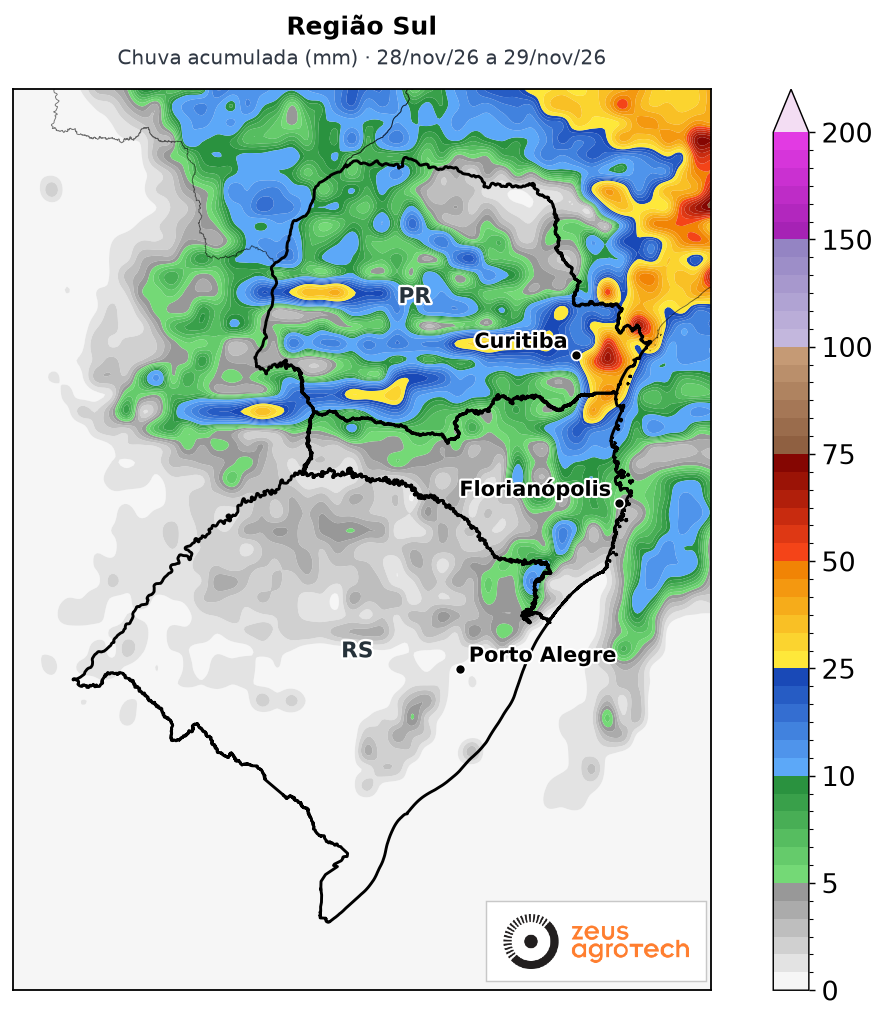 Região Sul
Chuva acumulada (mm) · 28/nov/26 a 29/nov/26
200
150
100
75
50
25
10
5
0
PR
Curitiba
Florianópolis
RS
Porto Alegre
zeus
agrotech